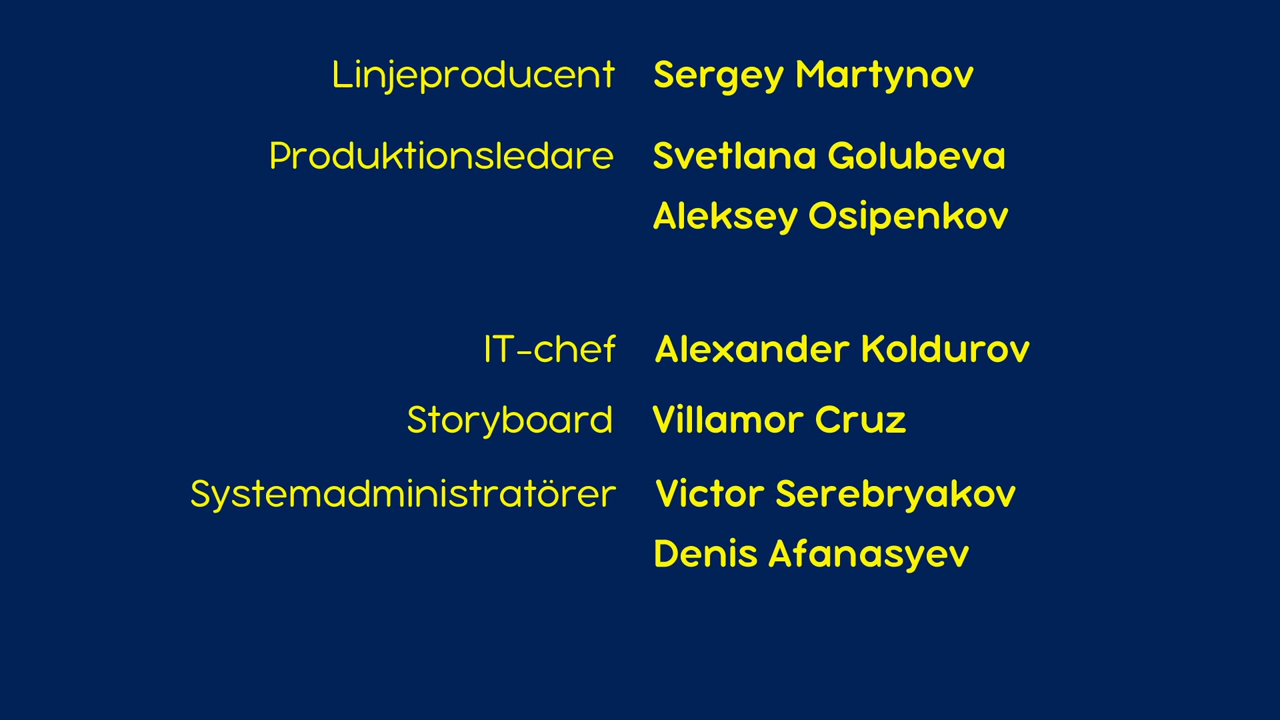 Linjeproducent Sergey Martynov
Produktionsledare Svetlana Golubeva
Aleksey Osipenkov
IT-chef Alexander Koldurov
Storyboard Villamor Cruz
Systemadministratörer Victor Serebryakov
Denis Afanasyev